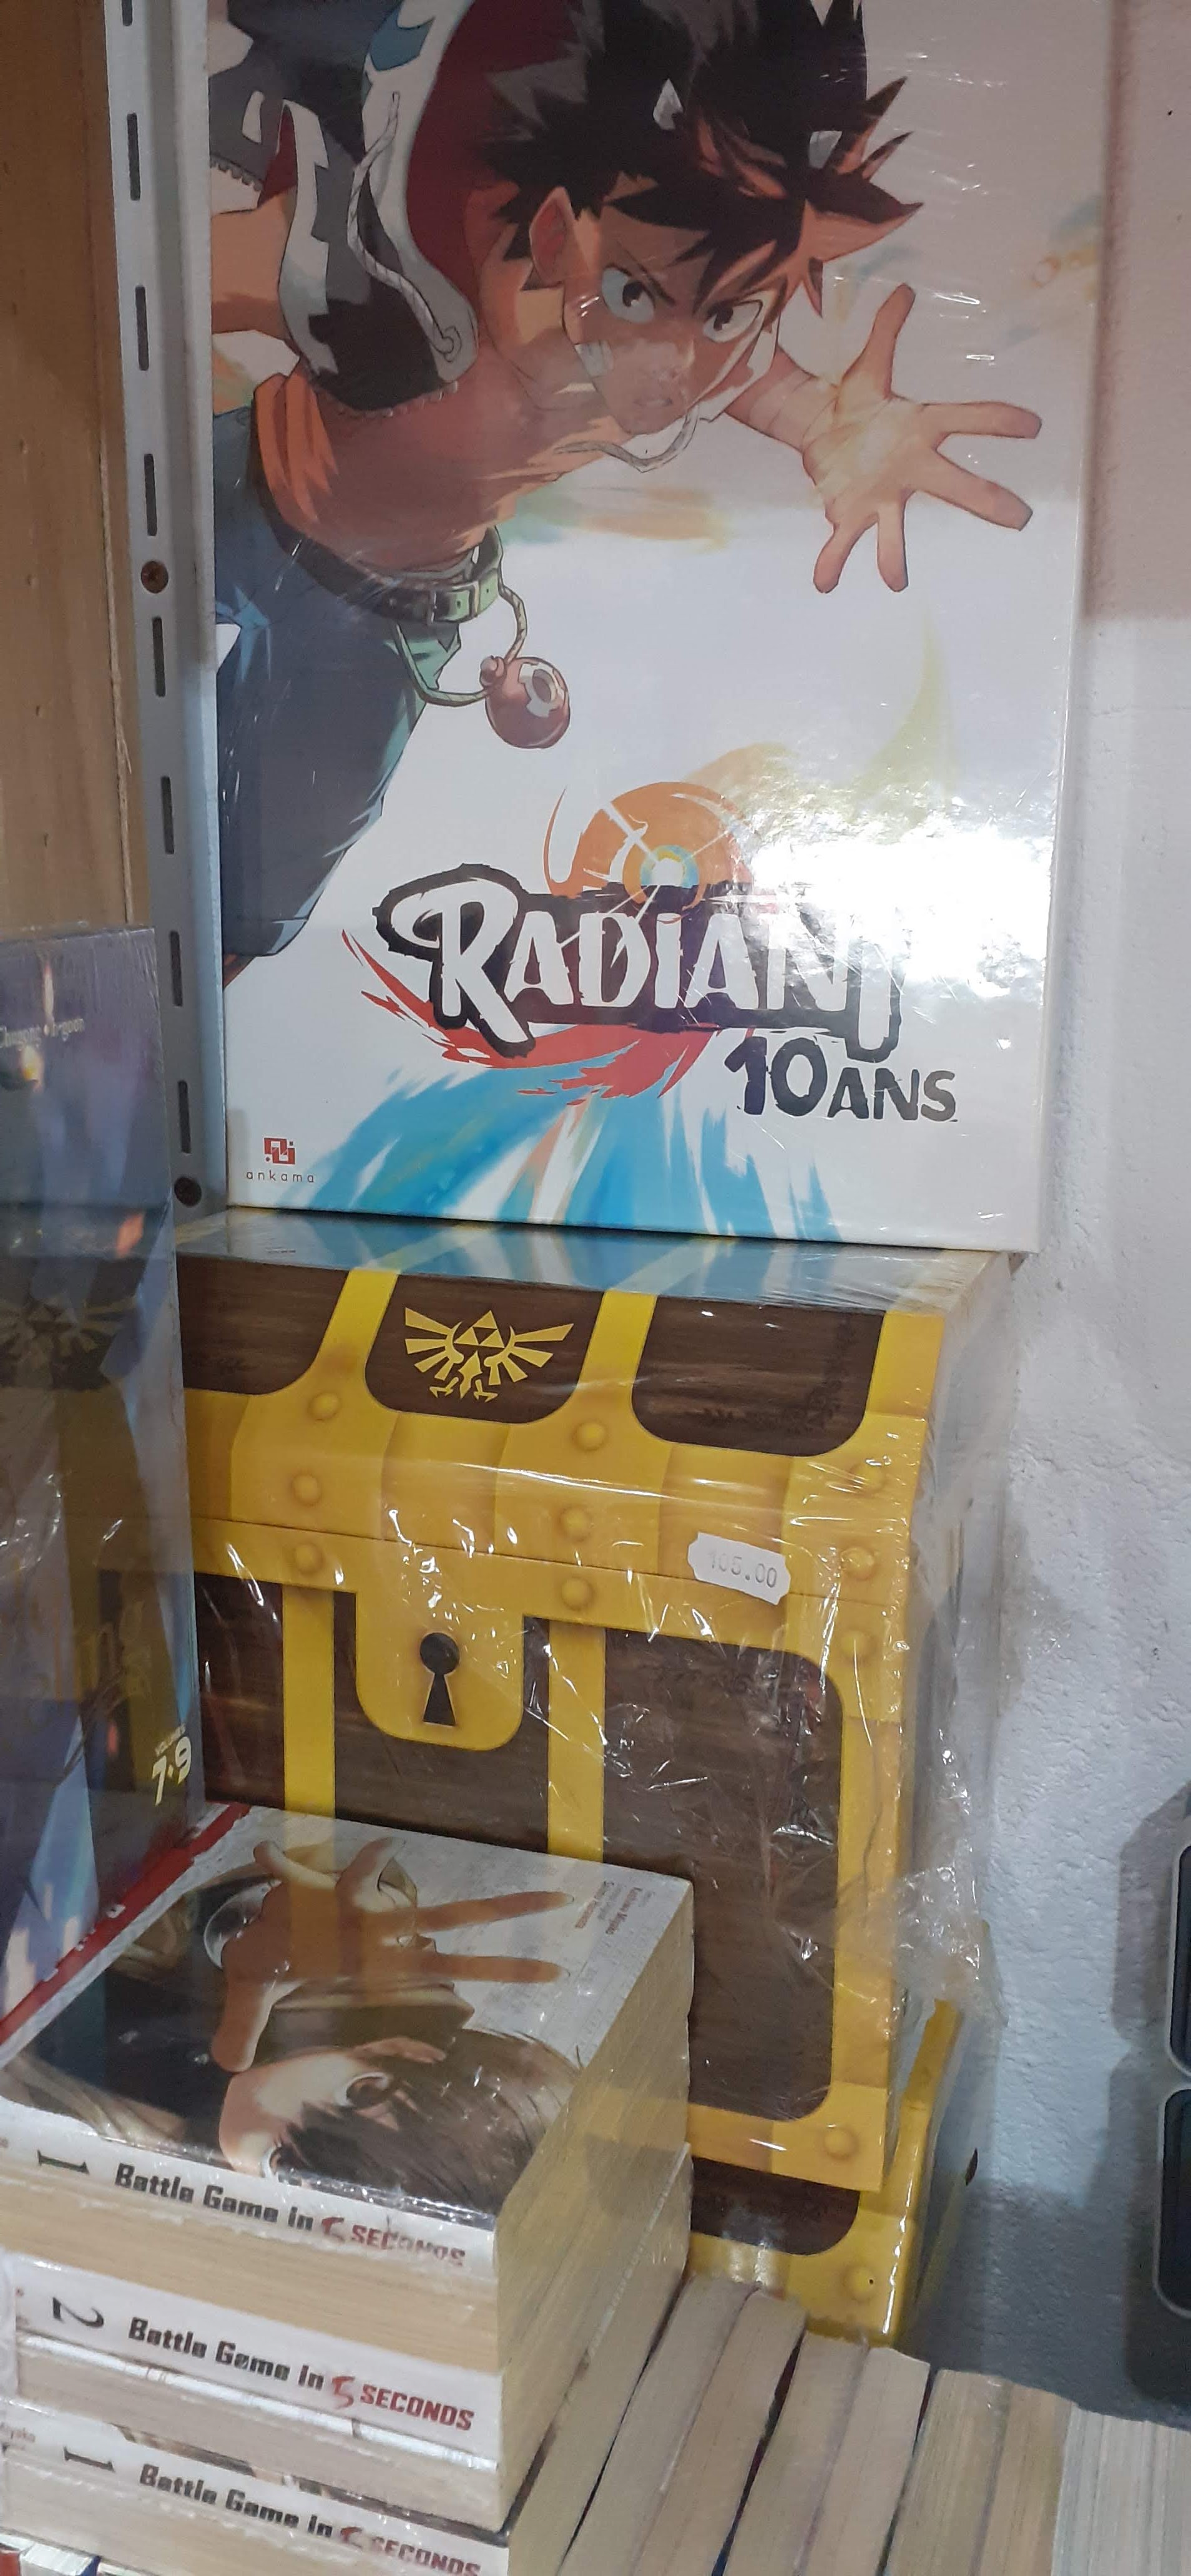 RADIANT
10 ANS
ankama
105.00
7·9
1 Battle Game in 5 SECONDS
2 Battle Game in 5 SECONDS
1 Battle Game in 5 SECONDS